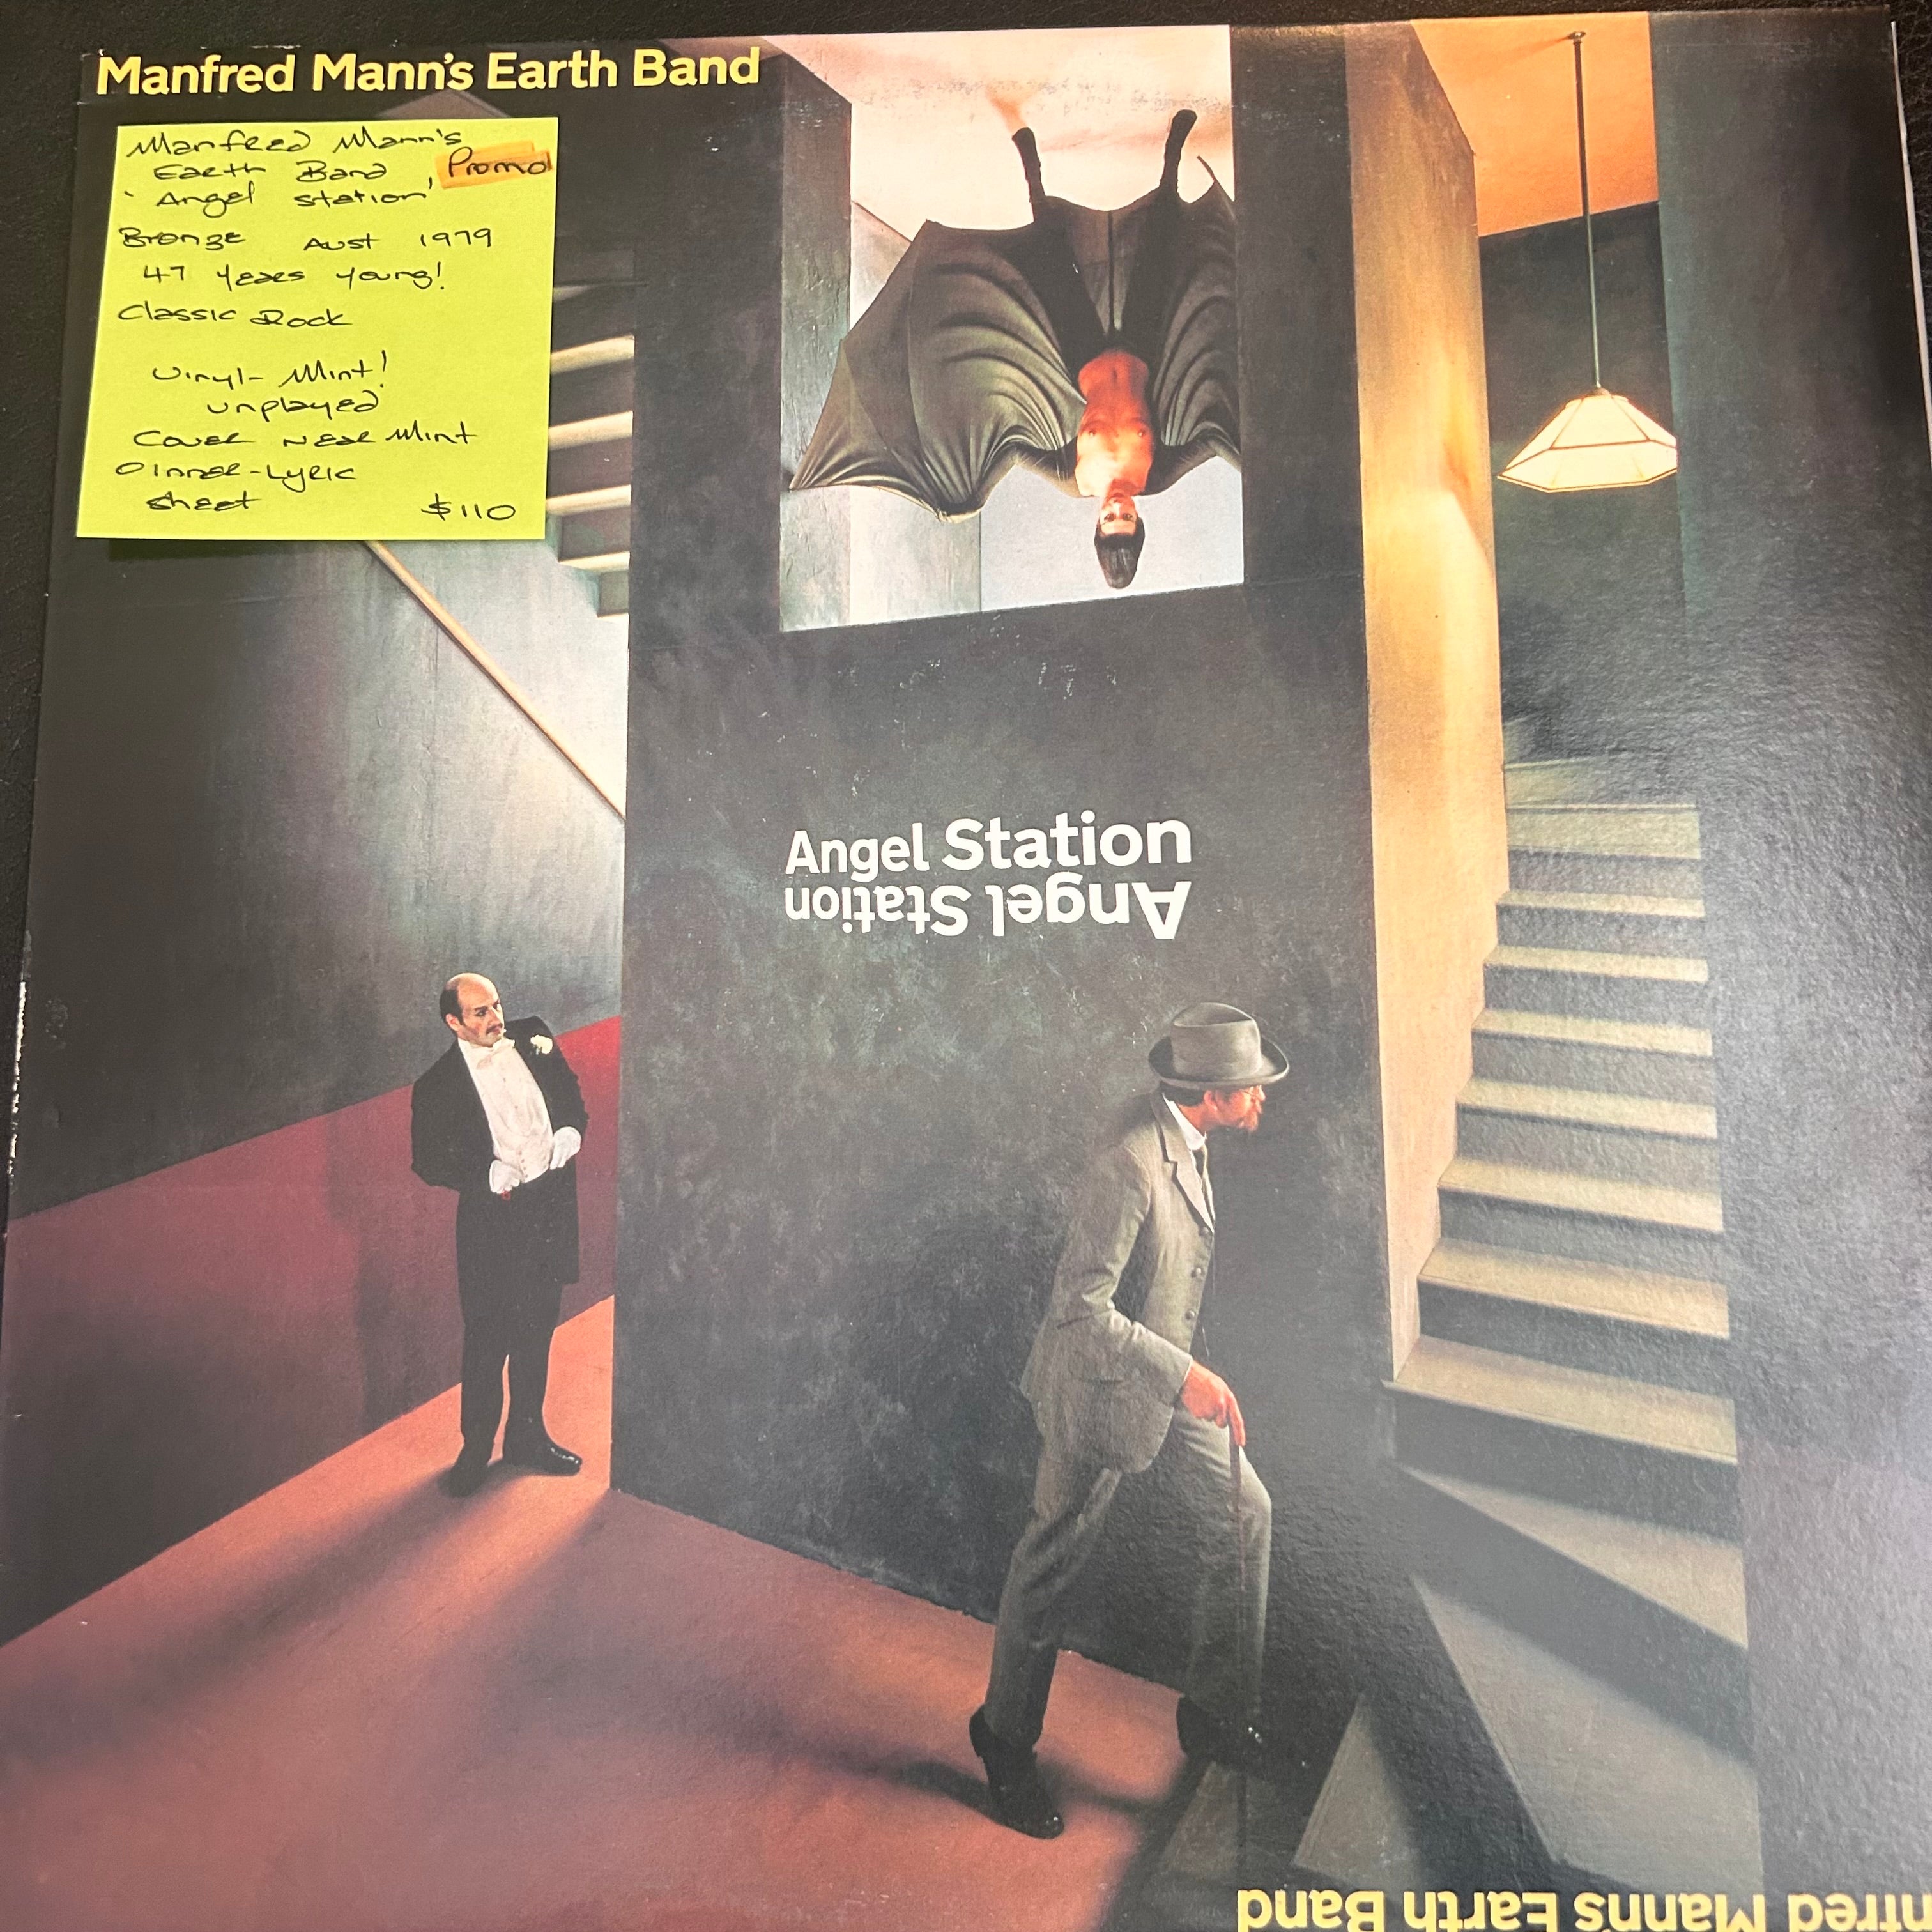 Manfred Mann's Earth Band
Manfred Mann's
Earth Band Promo
'Angel station'
Bronze Aust 1979
47 years young!
Classic Rock
Vinyl- Mint!
unplayed
Cover Near Mint
O Inner-Lyric
sheet $110
Angel Station
Angel Station
nfred Mann's Earth Band